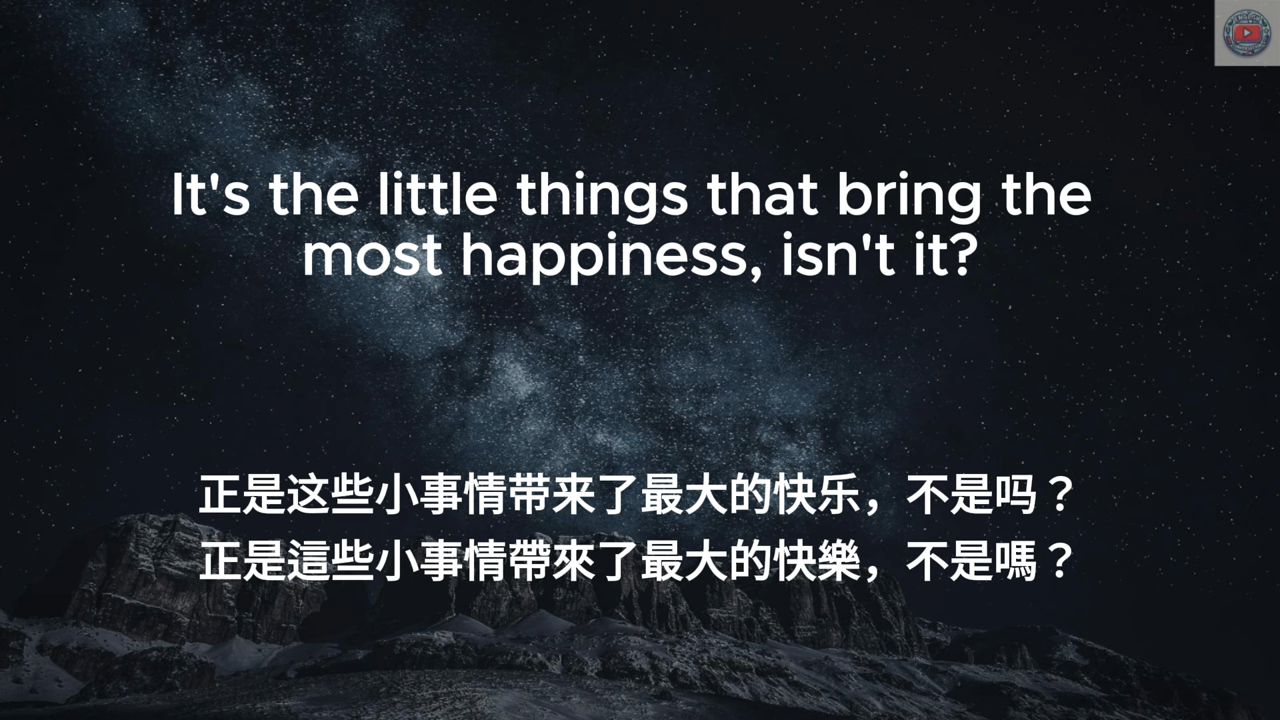 It's the little things that bring the
most happiness, isn't it?
正是这些小事情带来了最大的快乐，不是吗？
正是這些小事情帶來了最大的快樂，不是嗎？